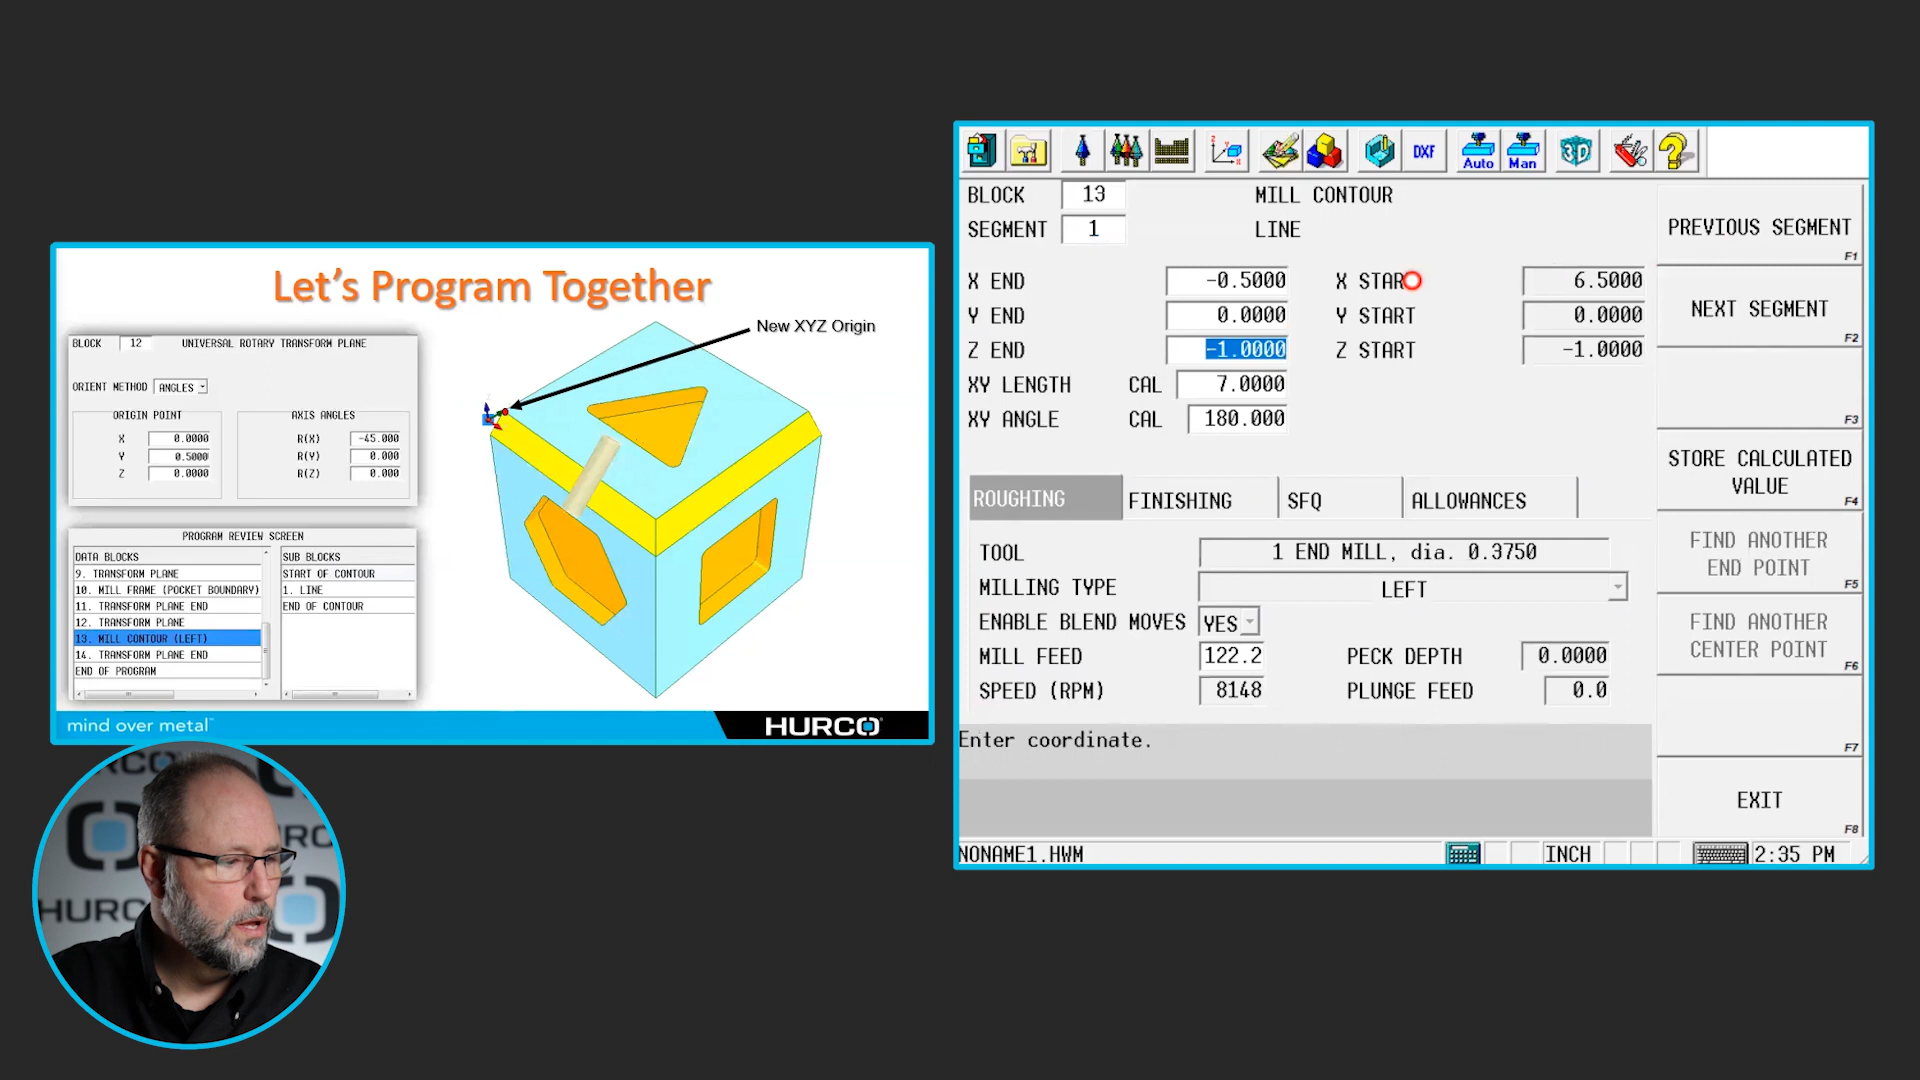 Let's Program Together
New XYZ Origin
BLOCK 12 UNIVERSAL ROTARY TRANSFORM PLANE
ORIENT METHOD ANGLES
ORIGIN POINT AXIS ANGLES
X 0.0000 R(X) -45.000
Y 0.5000 R(Y) 0.000
Z 0.0000 R(Z) 0.000
PROGRAM REVIEW SCREEN
DATA BLOCKS SUB BLOCKS
9. TRANSFORM PLANE START OF CONTOUR
10. MILL FRAME (POCKET BOUNDARY) 1. LINE
11. TRANSFORM PLANE END END OF CONTOUR
12. TRANSFORM PLANE
13. MILL CONTOUR (LEFT)
14. TRANSFORM PLANE END
END OF PROGRAM
mind over metal™ HURCO
DXF Auto Man 3D
BLOCK 13 MILL CONTOUR
SEGMENT 1 LINE
X END -0.5000 X STAR 6.5000
Y END 0.0000 Y START 0.0000
Z END -1.0000 Z START -1.0000
XY LENGTH CAL 7.0000
XY ANGLE CAL 180.000
ROUGHING FINISHING SFQ ALLOWANCES
TOOL 1 END MILL, dia. 0.3750
MILLING TYPE LEFT
ENABLE BLEND MOVES YES
MILL FEED 122.2 PECK DEPTH 0.0000
SPEED (RPM) 8148 PLUNGE FEED 0.0
Enter coordinate.
NONAME1.HWM INCH 2:35 PM
PREVIOUS SEGMENT
F1
NEXT SEGMENT
F2
F3
STORE CALCULATED
VALUE
F4
FIND ANOTHER
END POINT
F5
FIND ANOTHER
CENTER POINT
F6
F7
EXIT
F8
HURCO
HURCO
HURCO